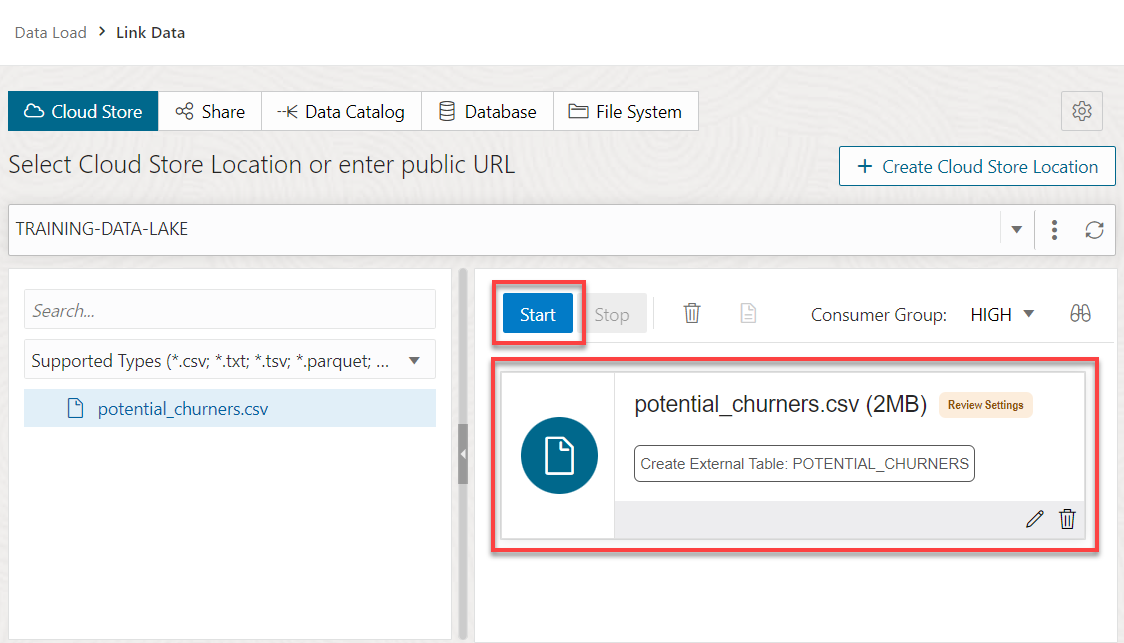 Data Load > Link Data
Cloud Store Share Data Catalog Database File System
Select Cloud Store Location or enter public URL
+ Create Cloud Store Location
TRAINING-DATA-LAKE
Search...
Supported Types (*.csv; *.txt; *.tsv; *.parquet; ...
potential_churners.csv
Start Stop Consumer Group: HIGH
potential_churners.csv (2MB) Review Settings
Create External Table: POTENTIAL_CHURNERS